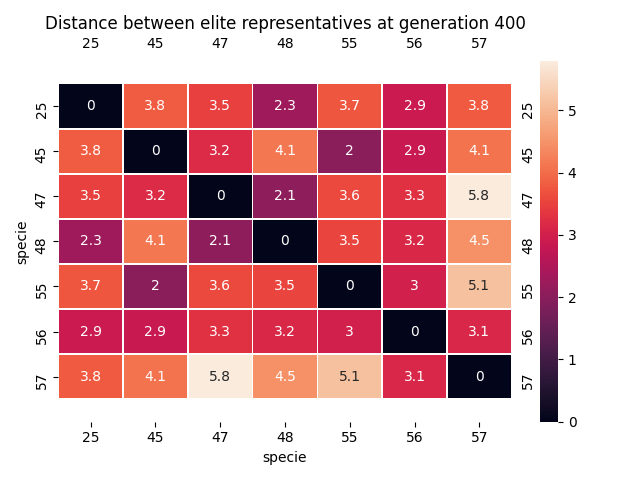 Distance between elite representatives at generation 400
25 45 47 48 55 56 57
25 0 3.8 3.5 2.3 3.7 2.9 3.8 25
45 3.8 0 3.2 4.1 2 2.9 4.1 45
47 3.5 3.2 0 2.1 3.6 3.3 5.8 47
48 2.3 4.1 2.1 0 3.5 3.2 4.5 48
55 3.7 2 3.6 3.5 0 3 5.1 55
56 2.9 2.9 3.3 3.2 3 0 3.1 56
57 3.8 4.1 5.8 4.5 5.1 3.1 0 57
25 45 47 48 55 56 57
specie
specie
5
4
3
2
1
0